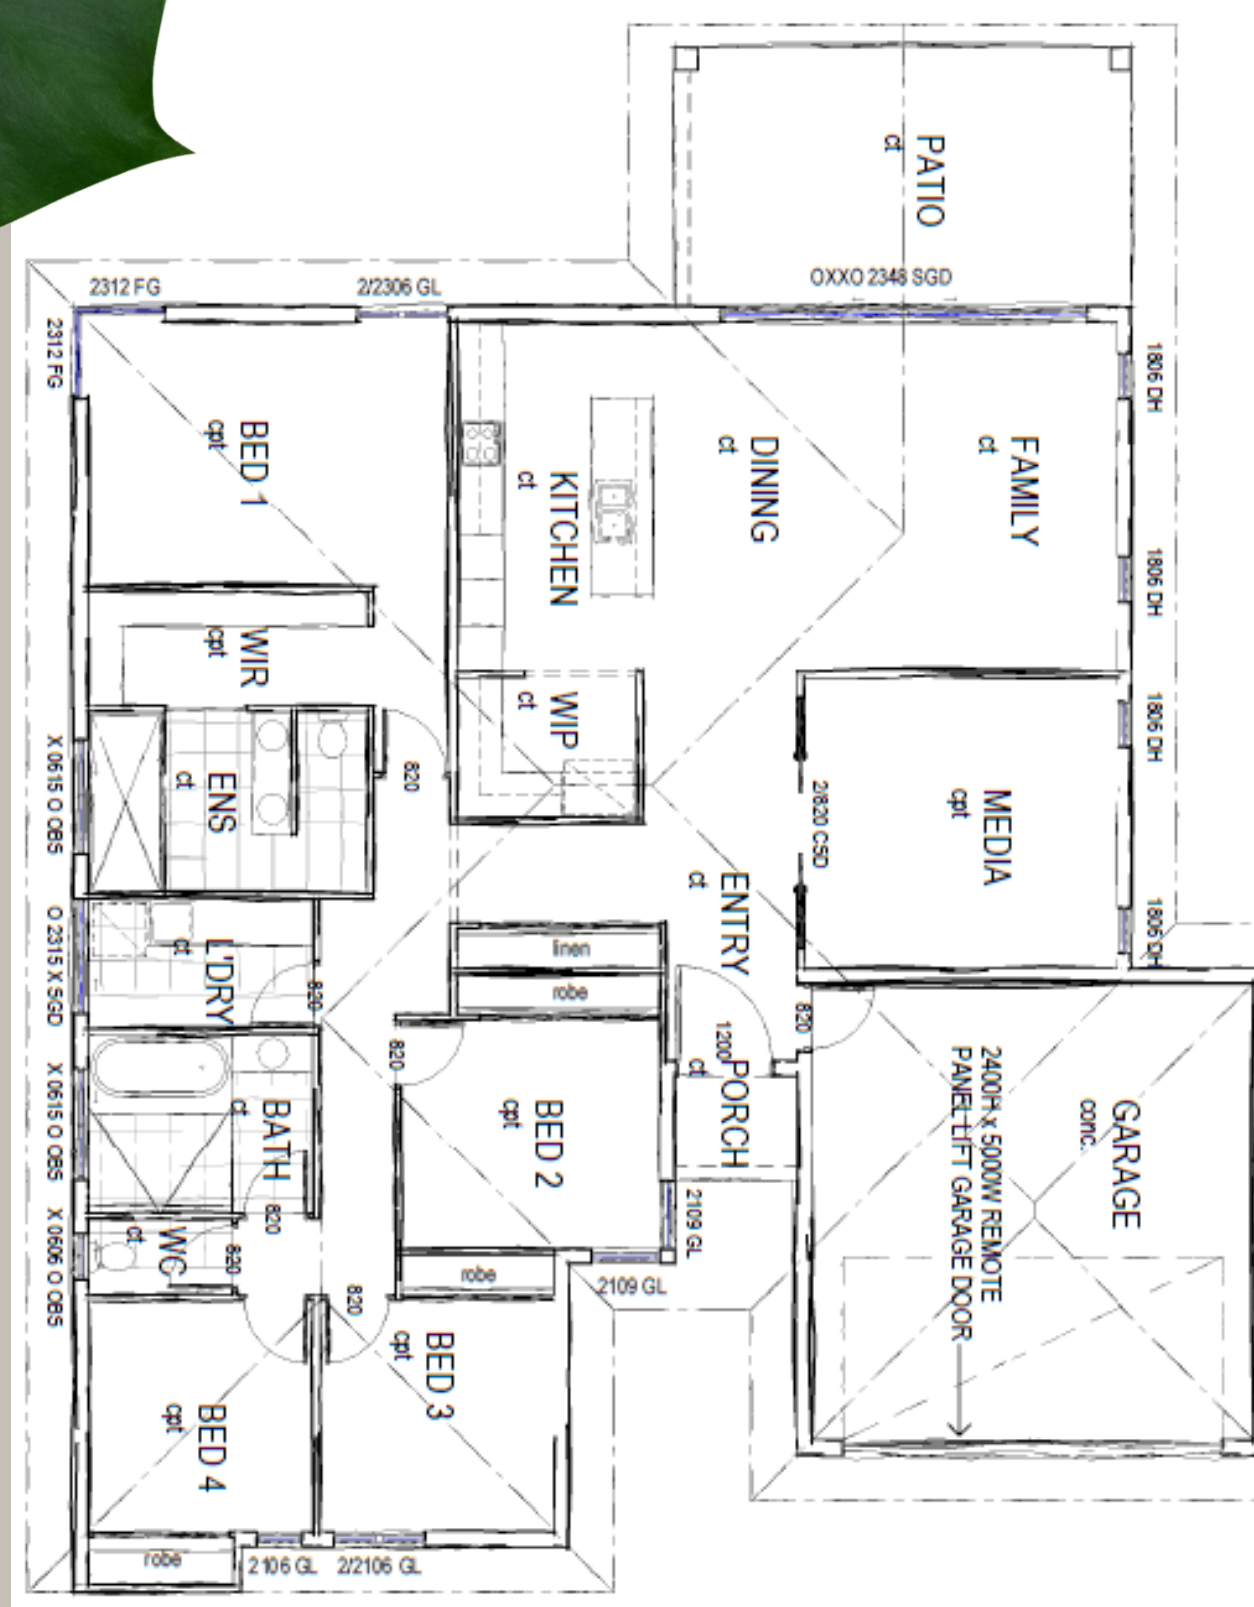 PATIO
ct
OXXO 2348 SGD
2312 FG
2/2306 GL
2312 FG
1806 DH
BED 1
cpt
KITCHEN
ct
DINING
ct
FAMILY
ct
1806 DH
WIR
cpt
WIP
ct
1806 DH
X 0615 O OBS
ENS
ct
820
2/820 CSD
MEDIA
cpt
ENTRY
ct
1806 DH
O 2315 X SGD
L'DRY
ct
820
linen
robe
820
1200
820
PORCH
ct
2400H x 5000W REMOTE
PANEL LIFT GARAGE DOOR
GARAGE
conc.
X 0615 O OBS
BATH
ct
BED 2
cpt
820
2109 GL
X 0606 O OBS
WC
ct
820
robe
2109 GL
820
BED 3
cpt
BED 4
cpt
robe
2106 GL
2/2106 GL